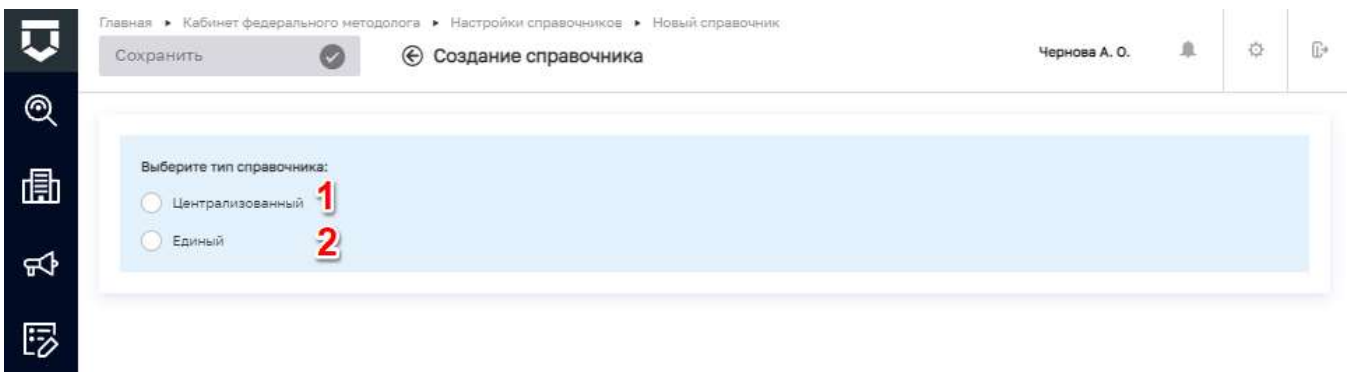 Главная ▸ Кабинет федерального методолога ▸ Настройки справочников ▸ Новый справочник
Сохранить Создание справочника Чернова А. О.
Выберите тип справочника:
Централизованный 1
Единый 2